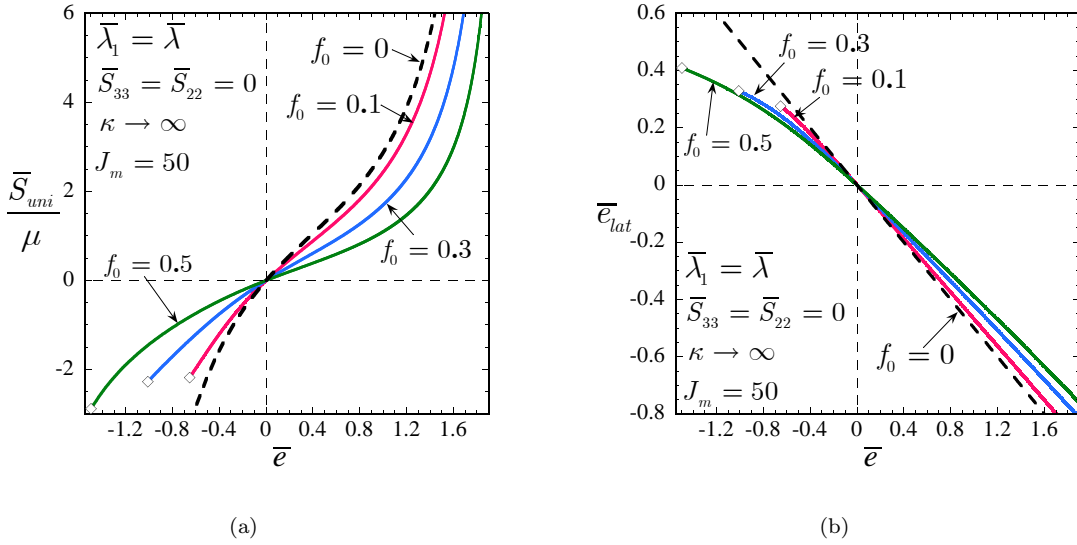 6
4
2
0
-2
-1.2 -0.8 -0.4 0 0.4 0.8 1.2 1.6
S̅_uni / μ
e̅
λ̅₁ = λ̅
S̅₃₃ = S̅₂₂ = 0
κ → ∞
J_m = 50
f₀ = 0
f₀ = 0.1
f₀ = 0.3
f₀ = 0.5
(a)
0.6
0.4
0.2
0
-0.2
-0.4
-0.6
-0.8
-1.2 -0.8 -0.4 0 0.4 0.8 1.2 1.6
e̅_lat
e̅
f₀ = 0.3
f₀ = 0.1
f₀ = 0.5
λ̅₁ = λ̅
S̅₃₃ = S̅₂₂ = 0
κ → ∞
J_m = 50
f₀ = 0
(b)